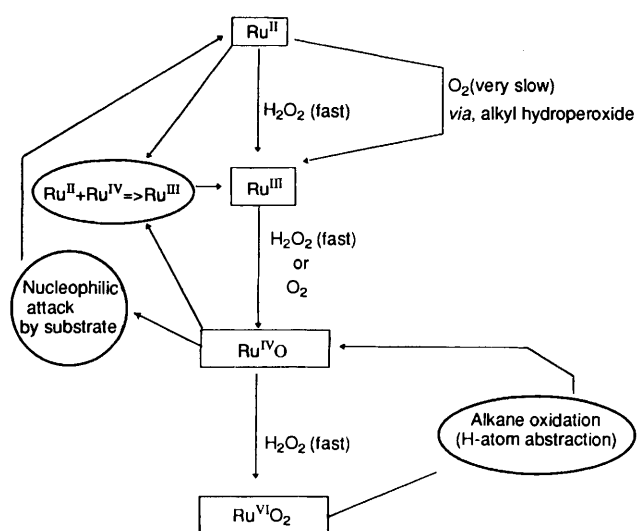 Ru^II
O₂(very slow)
via, alkyl hydroperoxide
H₂O₂ (fast)
Ru^II+Ru^IV=>Ru^III
Ru^III
H₂O₂ (fast)
or
O₂
Nucleophilic
attack
by substrate
Ru^IVO
Alkane oxidation
(H-atom abstraction)
H₂O₂ (fast)
Ru^VIO₂